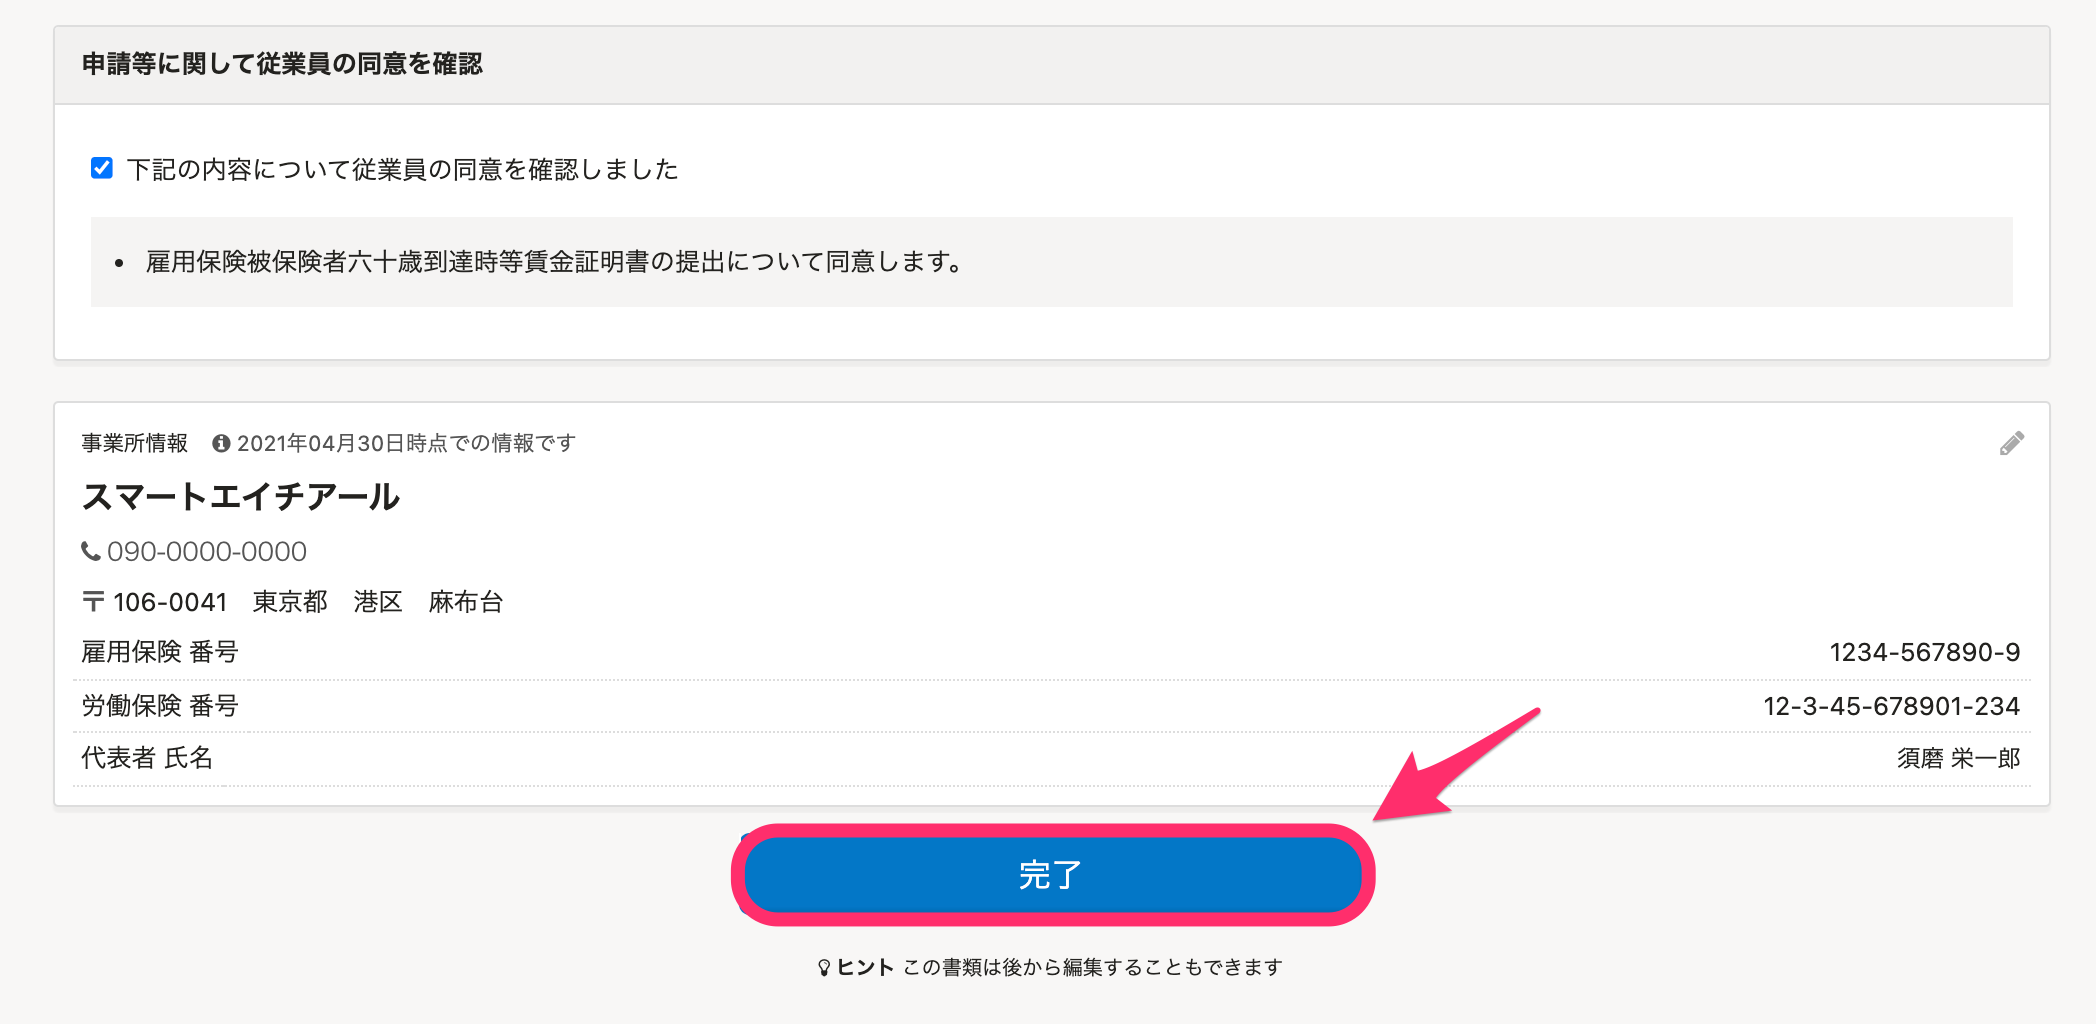 申請等に関して従業員の同意を確認
下記の内容について従業員の同意を確認しました
• 雇用保険被保険者六十歳到達時等賃金証明書の提出について同意します。
事業所情報 2021年04月30日時点での情報です
スマートエイチアール
090-0000-0000
〒106-0041 東京都 港区 麻布台
雇用保険 番号 1234-567890-9
労働保険 番号 12-3-45-678901-234
代表者 氏名 須磨 栄一郎
完了
ヒント この書類は後から編集することもできます